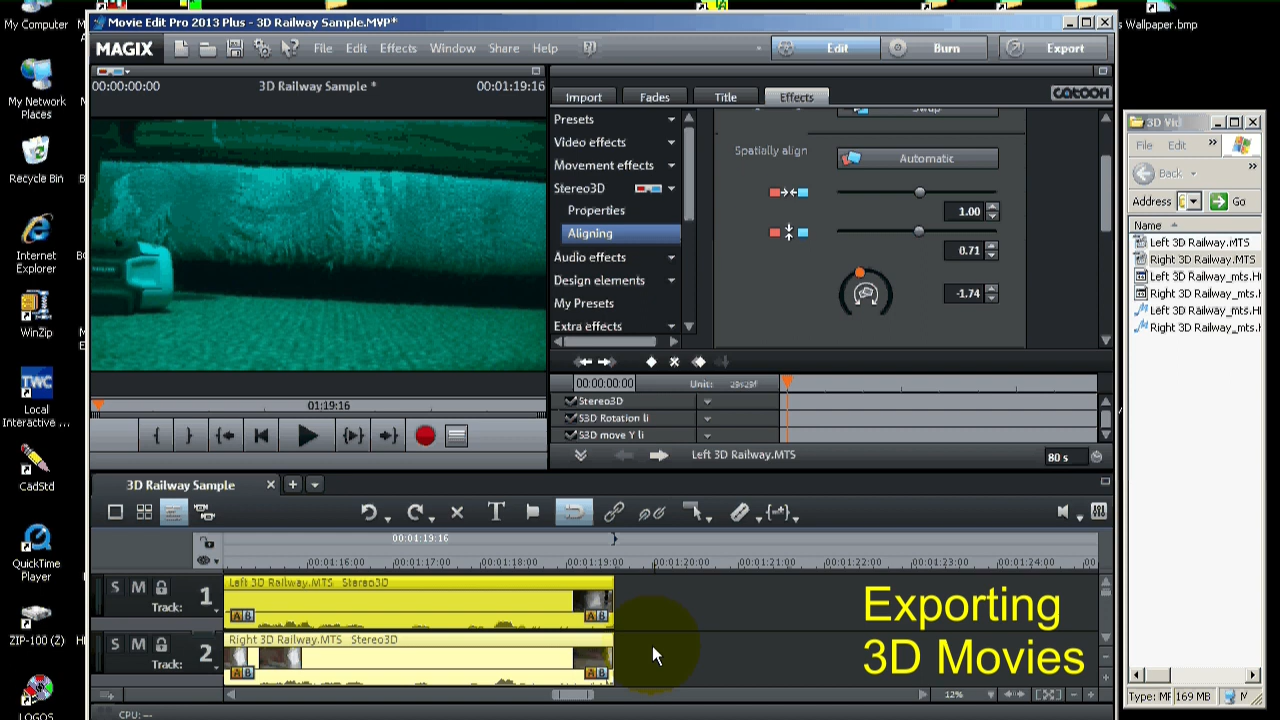 My Computer
My Network
Places
Recycle Bin
Internet
Explorer
WinZip
TWC
Local
Interactive ...
CadStd
QuickTime
Player
ZIP-100 (Z)
LOGOS
Wallpaper.bmp
Movie Edit Pro 2013 Plus - 3D Railway Sample.MVP*
MAGIX
File Edit Effects Window Share Help
Edit Burn Export
00:00:00:00 3D Railway Sample * 00:01:19:16
01:19:16
Import Fades Title Effects catooh
Presets
Video effects
Movement effects
Stereo3D
Properties
Aligning
Audio effects
Design elements
My Presets
Extra effects
Swap
Spatially align Automatic
1.00
0.71
-1.74
00:00:00:00 Unit:
Stereo3D
S3D Rotation li
S3D move Y li
Left 3D Railway.MTS 80 s
3D Railway Sample
00:01:19:16
00:01:16:00 00:01:17:00 00:01:18:00 00:01:19:00 00:01:20:00 00:01:21:00 00:01:22:00 00:01:23:00 00:01:24:00 00
S M
Track: 1
Left 3D Railway.MTS Stereo3D
A B A B
S M
Track: 2
Right 3D Railway.MTS Stereo3D
A B A B
12%
CPU: --
Exporting
3D Movies
3D Vid
File Edit »
Back »
Address Go
Name
Left 3D Railway.MTS
Right 3D Railway.MTS
Left 3D Railway_mts.H
Right 3D Railway_mts.H
Left 3D Railway_mts.H
Right 3D Railway_mts.H
Type: MF 169 MB M